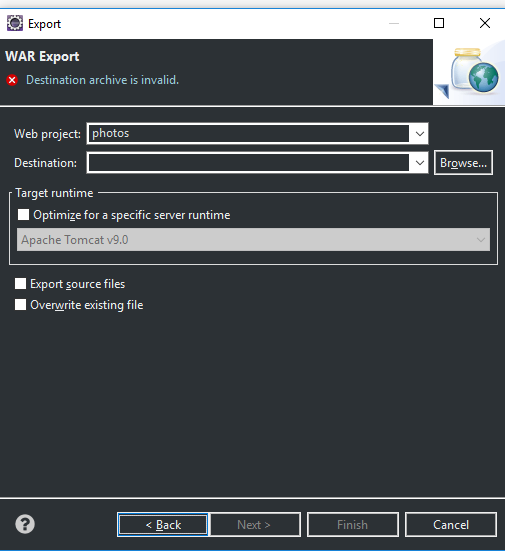 Export
WAR Export
Destination archive is invalid.
Web project: photos
Destination: Browse...
Target runtime
Optimize for a specific server runtime
Apache Tomcat v9.0
Export source files
Overwrite existing file
? < Back Next > Finish Cancel